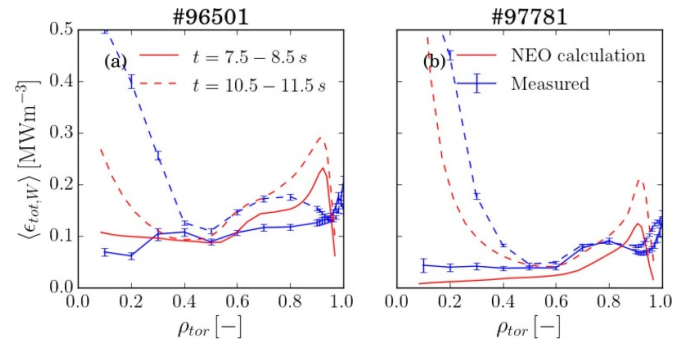 #96501
#97781
0.5
0.4
0.3
0.2
0.1
0.0
⟨ϵtot,W⟩ [MWm−3]
(a)
t = 7.5 − 8.5 s
t = 10.5 − 11.5 s
(b)
NEO calculation
Measured
0.0 0.2 0.4 0.6 0.8 1.0
0.0 0.2 0.4 0.6 0.8 1.0
ρtor [−]
ρtor [−]